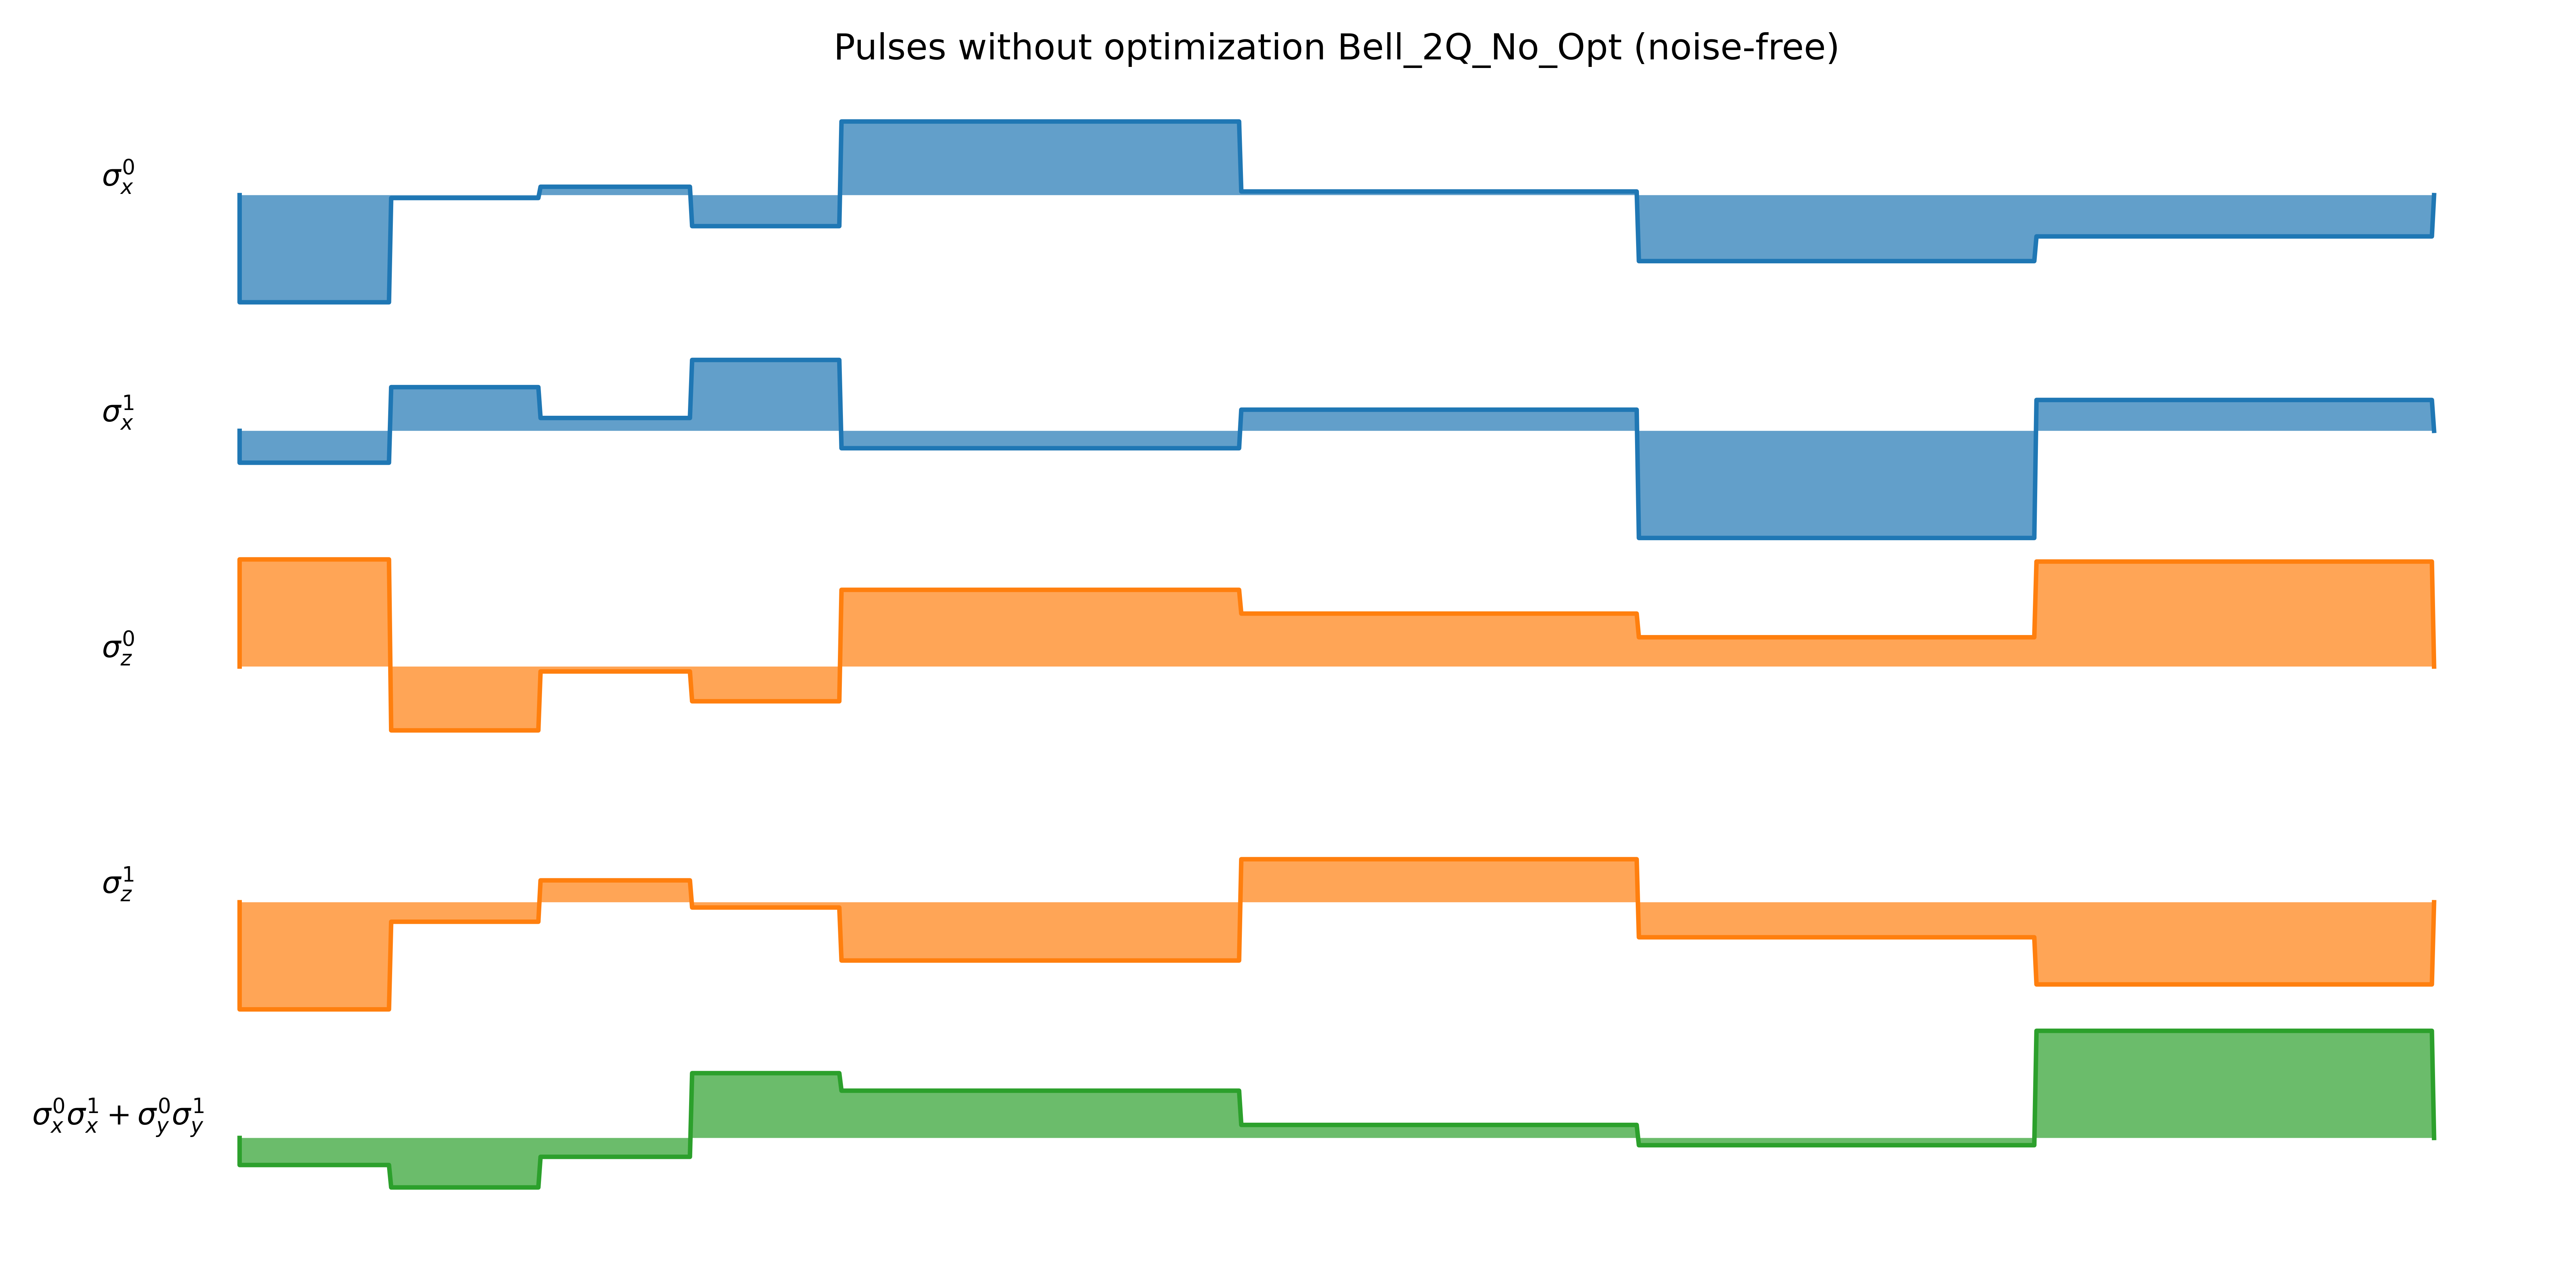 Pulses without optimization Bell_2Q_No_Opt (noise-free)
σ_x^0
σ_x^1
σ_z^0
σ_z^1
σ_x^0σ_x^1 + σ_y^0σ_y^1